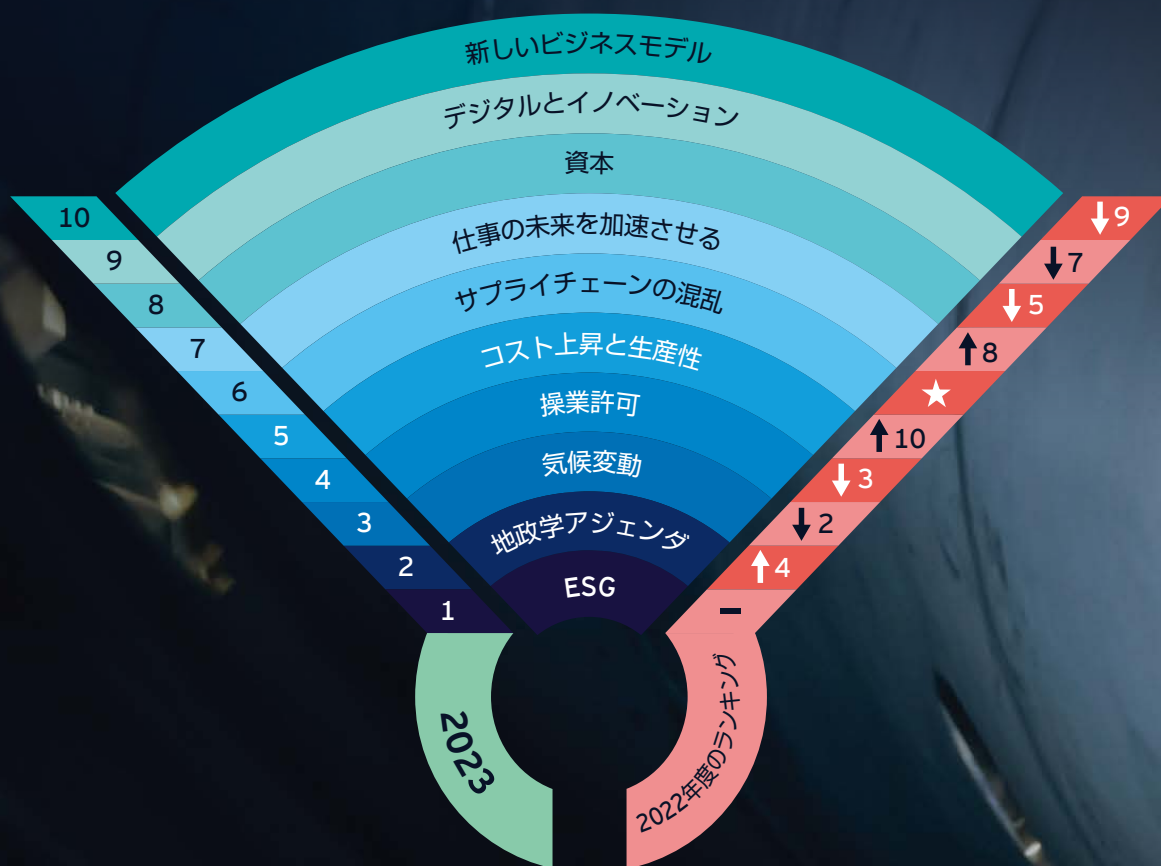 新しいビジネスモデル
デジタルとイノベーション
資本
仕事の未来を加速させる
サプライチェーンの混乱
コスト上昇と生産性
操業許可
気候変動
地政学アジェンダ
ESG
10
9
8
7
6
5
4
3
2
1
2023
↓9
↓7
↓5
↑8
★
↑10
↓3
↓2
↑4
–
2022年度のランキング